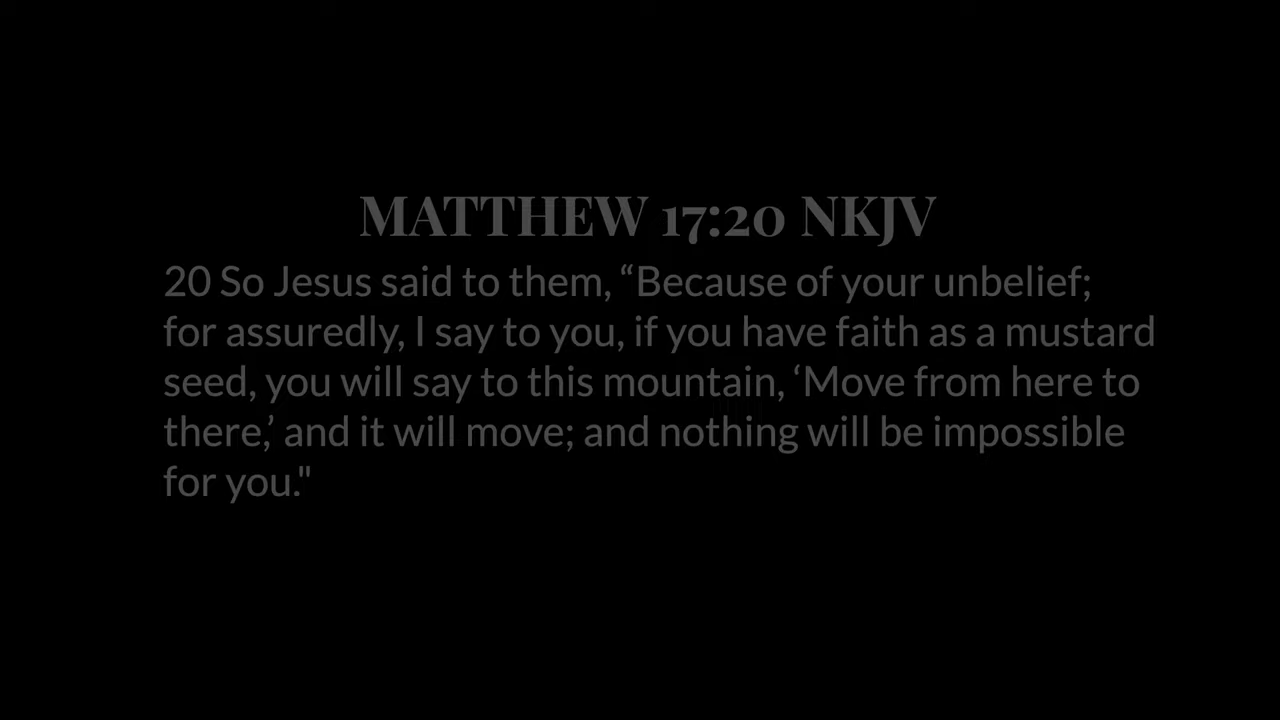 MATTHEW 17:20 NKJV
20 So Jesus said to them, “Because of your unbelief;
for assuredly, I say to you, if you have faith as a mustard
seed, you will say to this mountain, ‘Move from here to
there,’ and it will move; and nothing will be impossible
for you."